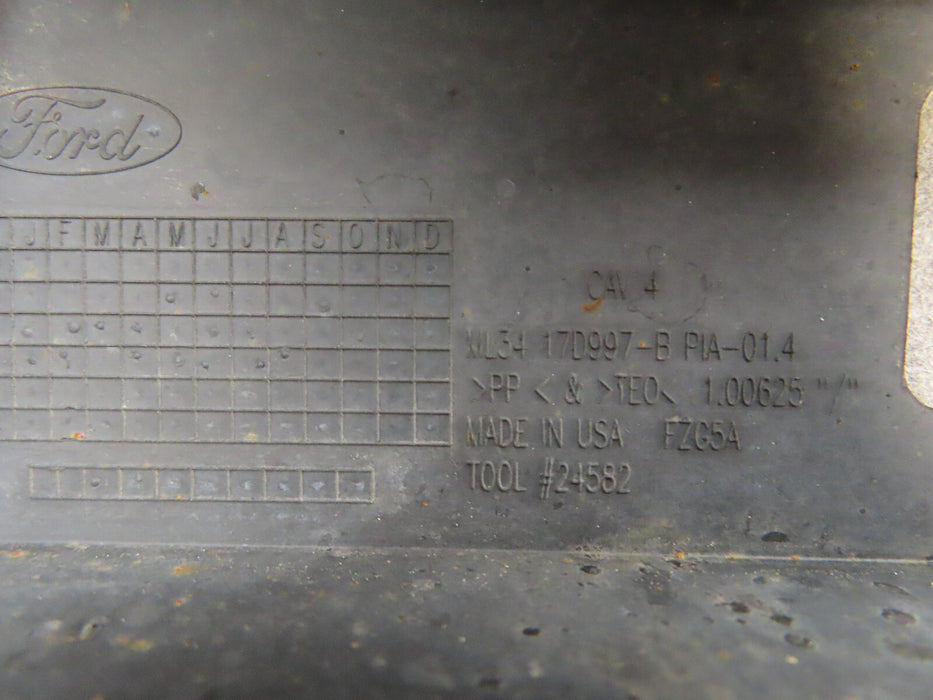 Ford
J F M A M J J A S O N D
CAV 4
ML34 17D997-B PIA-01.4
>PP < & >TEO< 1.00625 "/"
MADE IN USA FZG5A
TOOL #24582